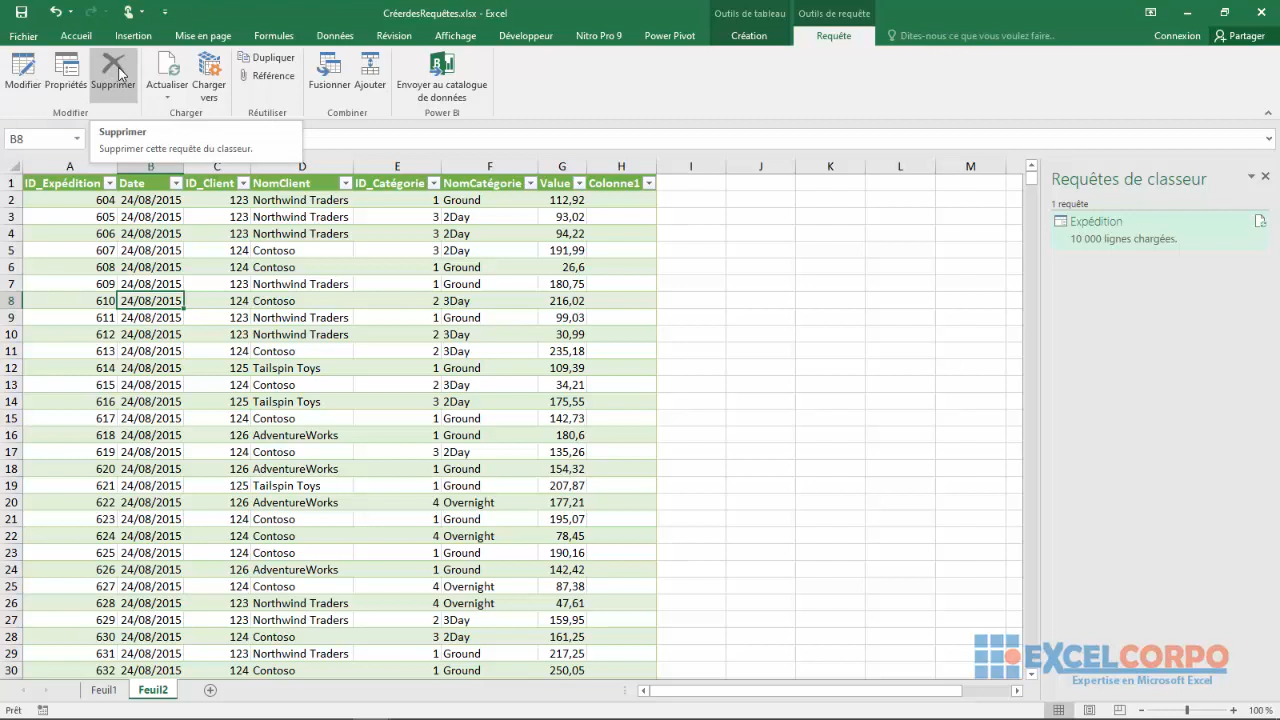 CréerdesRequêtes.xlsx - Excel
Outils de tableau
Outils de requête
Fichier Accueil Insertion Mise en page Formules Données Révision Affichage Développeur Nitro Pro 9 Power Pivot Création Requête Dites-nous ce que vous voulez faire.. Connexion Partager
Modifier Propriétés Supprimer Actualiser Charger vers
Dupliquer
Référence
Fusionner Ajouter Envoyer au catalogue de données
Modifier Charger Réutiliser Combiner Power BI
B8
Supprimer
Supprimer cette requête du classeur.
A B C D E F G H I J K L M
1 ID_Expédition Date ID_Client NomClient ID_Catégorie NomCatégorie Value Colonne1
2 604 24/08/2015 123 Northwind Traders 1 Ground 112,92
3 605 24/08/2015 123 Northwind Traders 3 2Day 93,02
4 606 24/08/2015 123 Northwind Traders 3 2Day 94,22
5 607 24/08/2015 124 Contoso 3 2Day 191,99
6 608 24/08/2015 124 Contoso 1 Ground 26,6
7 609 24/08/2015 123 Northwind Traders 1 Ground 180,75
8 610 24/08/2015 124 Contoso 2 3Day 216,02
9 611 24/08/2015 123 Northwind Traders 1 Ground 99,03
10 612 24/08/2015 123 Northwind Traders 2 3Day 30,99
11 613 24/08/2015 124 Contoso 2 3Day 235,18
12 614 24/08/2015 125 Tailspin Toys 1 Ground 109,39
13 615 24/08/2015 124 Contoso 2 3Day 34,21
14 616 24/08/2015 125 Tailspin Toys 3 2Day 175,55
15 617 24/08/2015 124 Contoso 1 Ground 142,73
16 618 24/08/2015 126 AdventureWorks 1 Ground 180,6
17 619 24/08/2015 124 Contoso 3 2Day 135,26
18 620 24/08/2015 126 AdventureWorks 1 Ground 154,32
19 621 24/08/2015 125 Tailspin Toys 1 Ground 207,87
20 622 24/08/2015 126 AdventureWorks 4 Overnight 177,21
21 623 24/08/2015 124 Contoso 1 Ground 195,07
22 624 24/08/2015 124 Contoso 4 Overnight 78,45
23 625 24/08/2015 124 Contoso 1 Ground 190,16
24 626 24/08/2015 126 AdventureWorks 1 Ground 142,42
25 627 24/08/2015 124 Contoso 4 Overnight 87,38
26 628 24/08/2015 123 Northwind Traders 4 Overnight 47,61
27 629 24/08/2015 123 Northwind Traders 2 3Day 159,95
28 630 24/08/2015 124 Contoso 3 2Day 161,25
29 631 24/08/2015 123 Northwind Traders 1 Ground 217,25
30 632 24/08/2015 124 Contoso 1 Ground 250,05
Requêtes de classeur
1 requête
Expédition
10 000 lignes chargées.
EXCELCORPO
Expertise en Microsoft Excel
Feuil1 Feuil2
Prêt
100 %